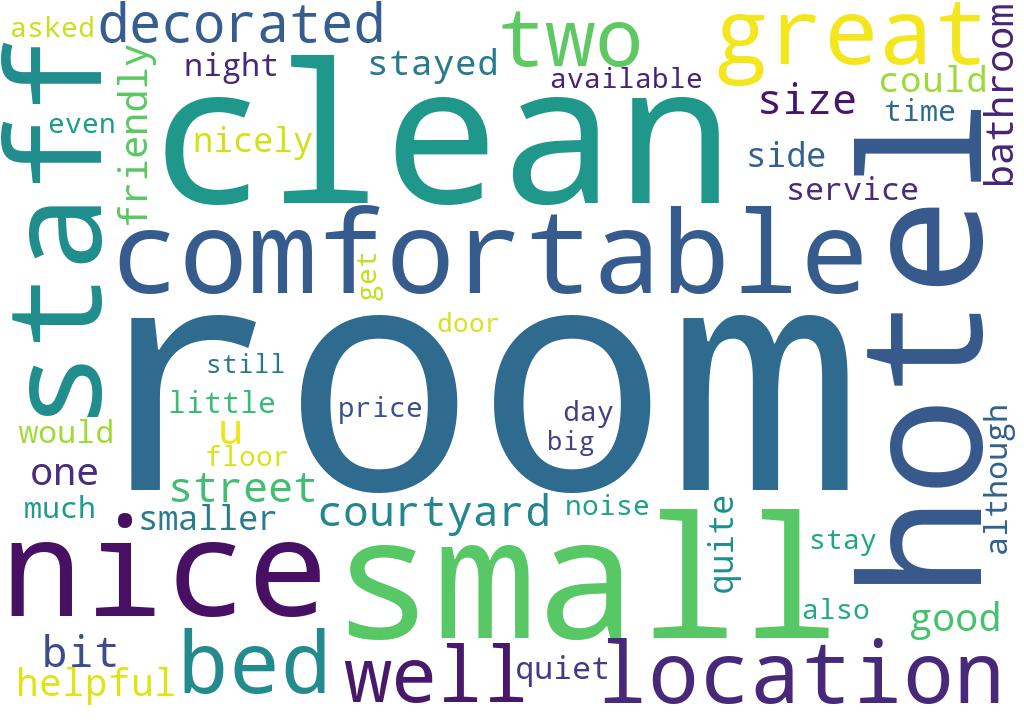 asked
decorated
two
great
bathroom
night
stayed
available
could
staff
friendly
even
clean
nicely
size
time
side
service
hotel
comfortable
get
room
door
still
little
price
day
big
would
u
floor
one
street
although
much
smaller
courtyard
noise
quite
nice
small
stay
also
good
bit
bed
helpful
well
quiet
location